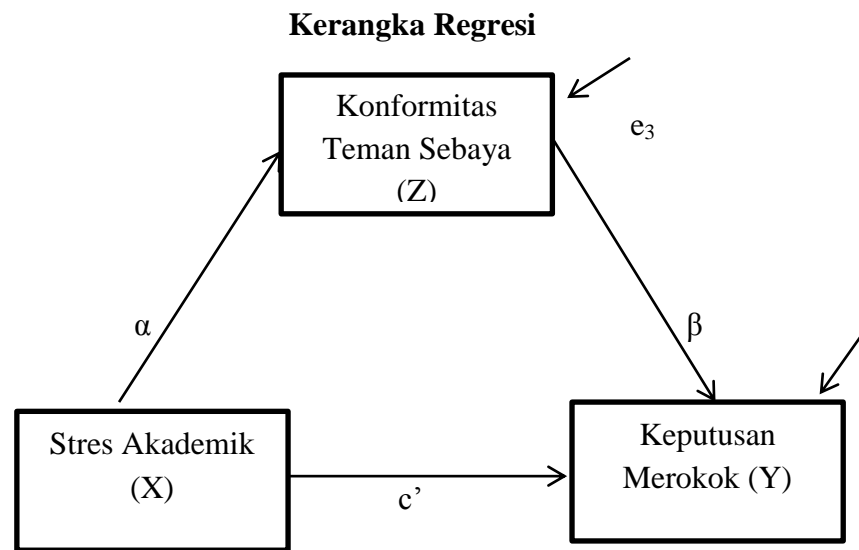 Kerangka Regresi
Konformitas
Teman Sebaya
(Z)
e₃
α
β
Stres Akademik
(X)
c’
Keputusan
Merokok (Y)